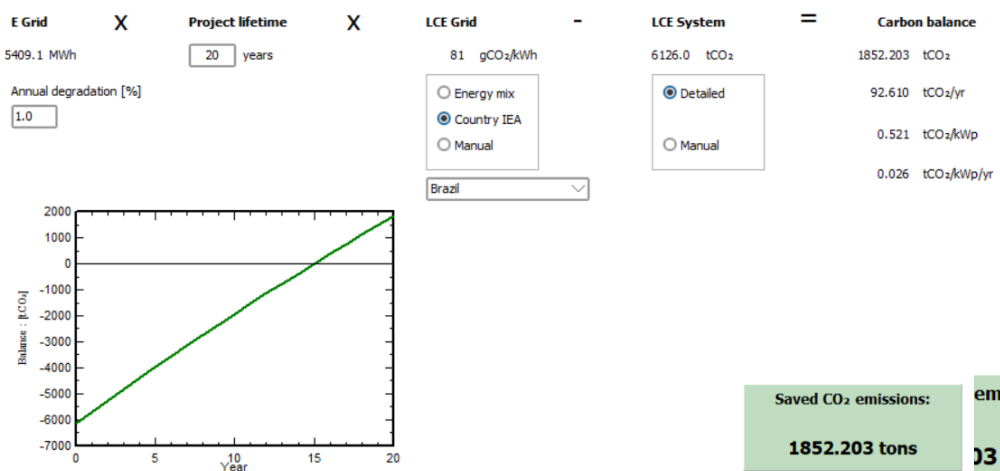 E Grid X Project lifetime X LCE Grid - LCE System = Carbon balance
5409.1 MWh 20 years 81 gCO₂/kWh 6126.0 tCO₂ 1852.203 tCO₂
Annual degradation [%] Energy mix Detailed 92.610 tCO₂/yr
1.0 Country IEA
0.521 tCO₂/kWp
Manual Manual
0.026 tCO₂/kWp/yr
Brazil
2000
1000
0
-1000
-2000
-3000
-4000
-5000
-6000
-7000
Balance : [tCO₂]
0 5 10 15 20
Year
Saved CO₂ emissions:
1852.203 tons
em
03